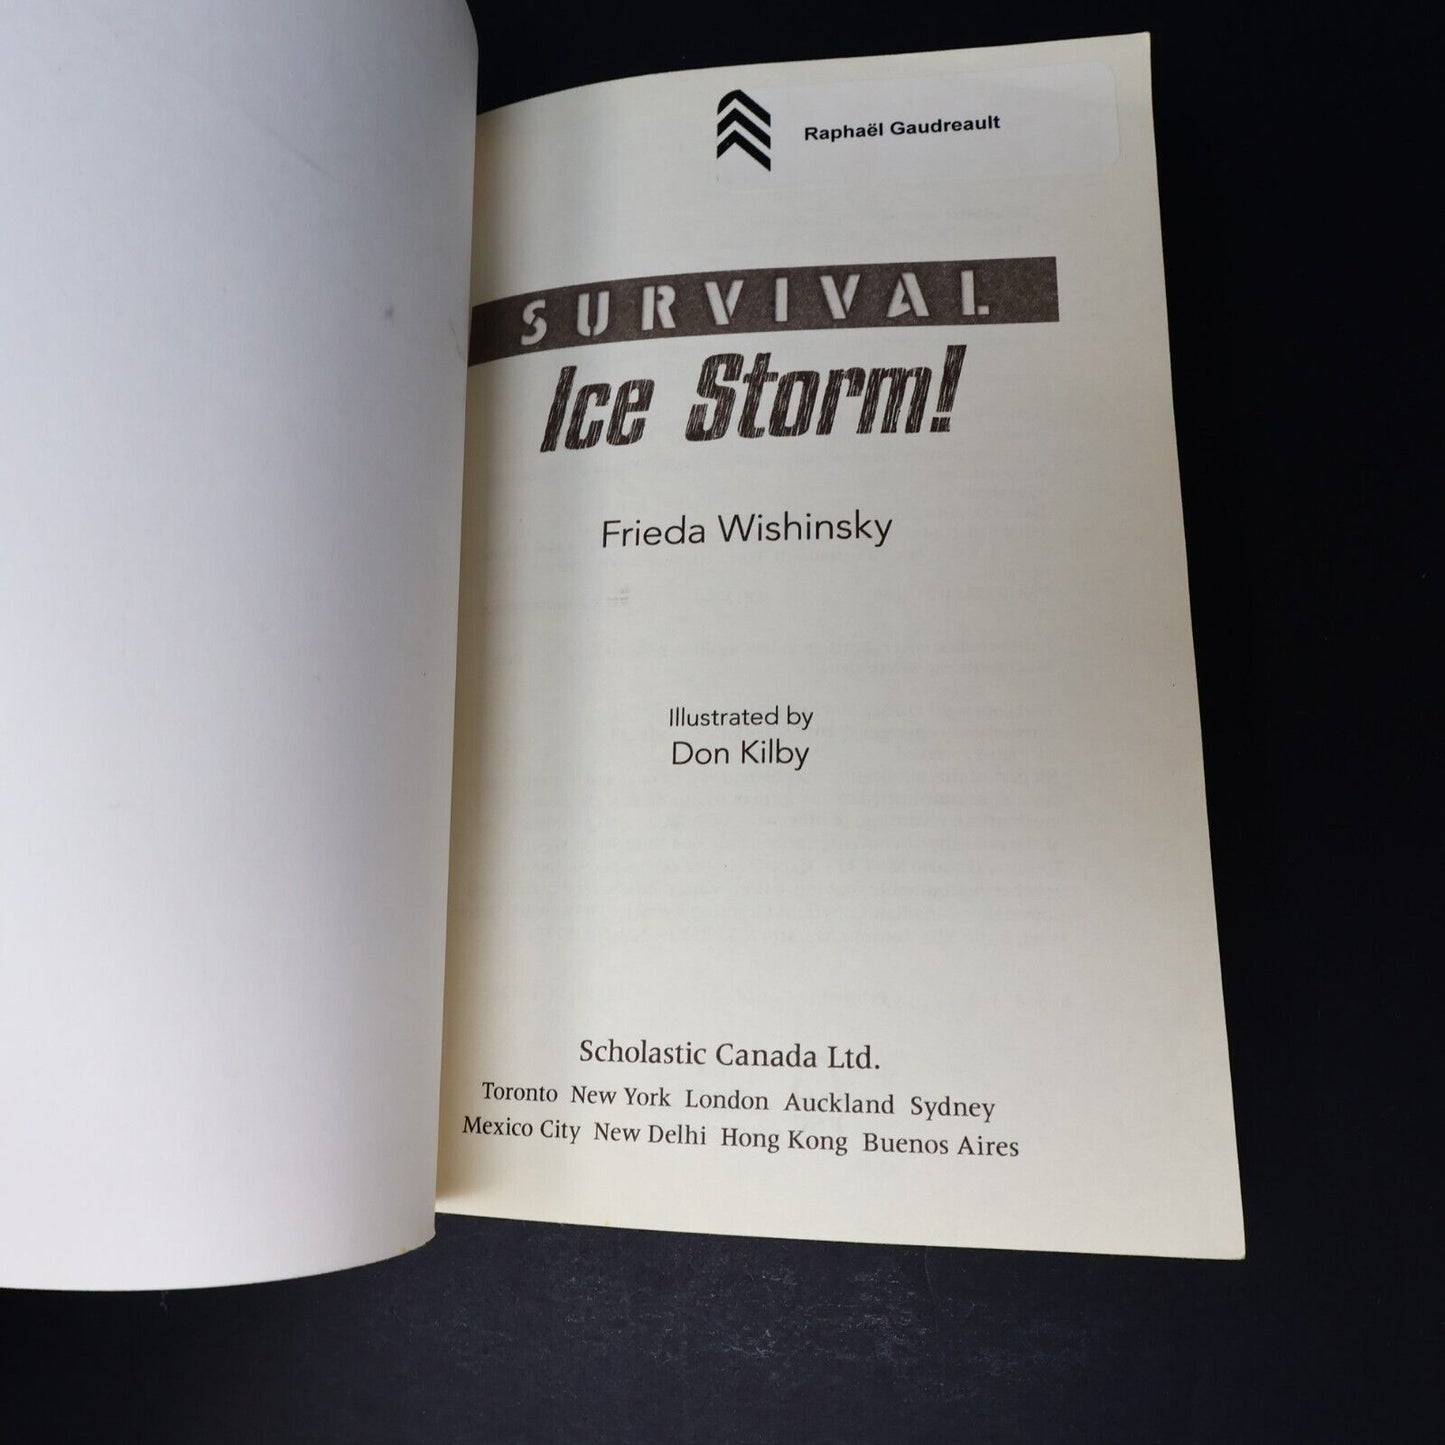 Raphaël Gaudreault
SURVIVAL
Ice Storm!
Frieda Wishinsky
Illustrated by
Don Kilby
Scholastic Canada Ltd.
Toronto New York London Auckland Sydney
Mexico City New Delhi Hong Kong Buenos Aires